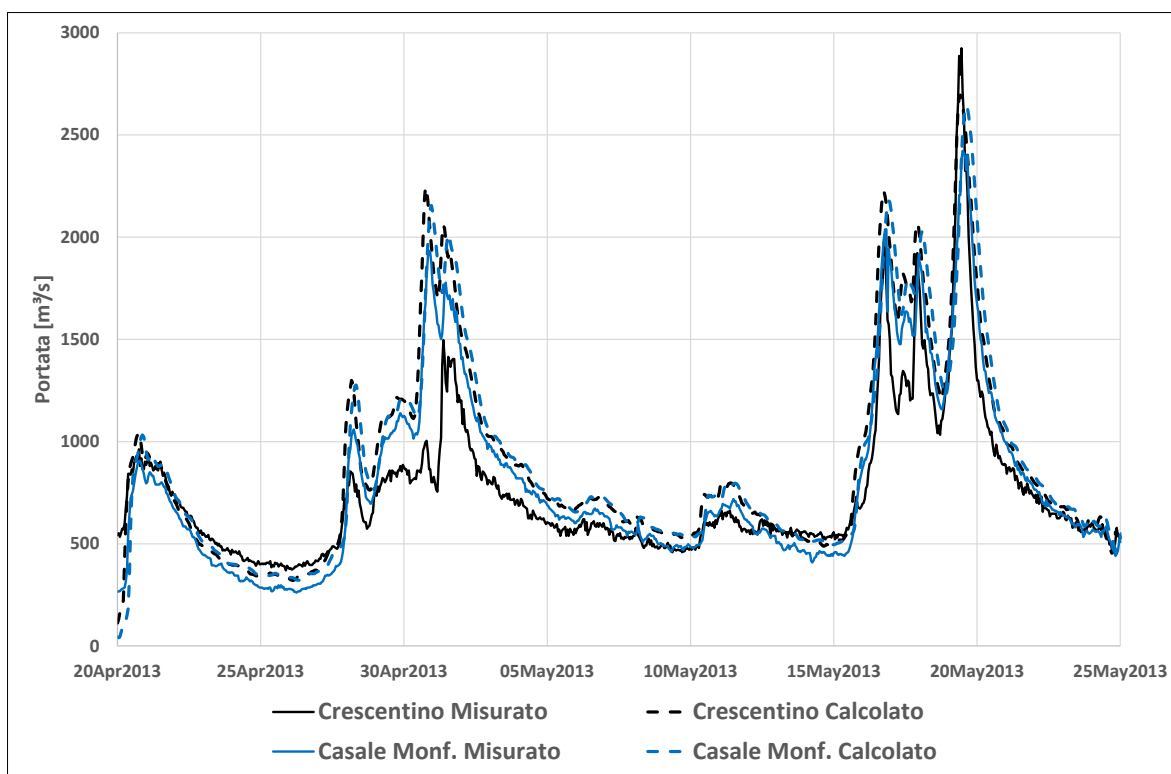 3000
2500
2000
1500
1000
500
0
Portata [m³/s]
20Apr2013 25Apr2013 30Apr2013 05May2013 10May2013 15May2013 20May2013 25May2013
Crescentino Misurato Crescentino Calcolato
Casale Monf. Misurato Casale Monf. Calcolato